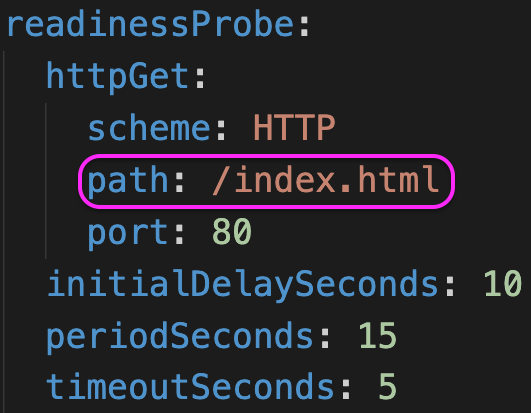 readinessProbe:
httpGet:
scheme: HTTP
path: /index.html
port: 80
initialDelaySeconds: 10
periodSeconds: 15
timeoutSeconds: 5